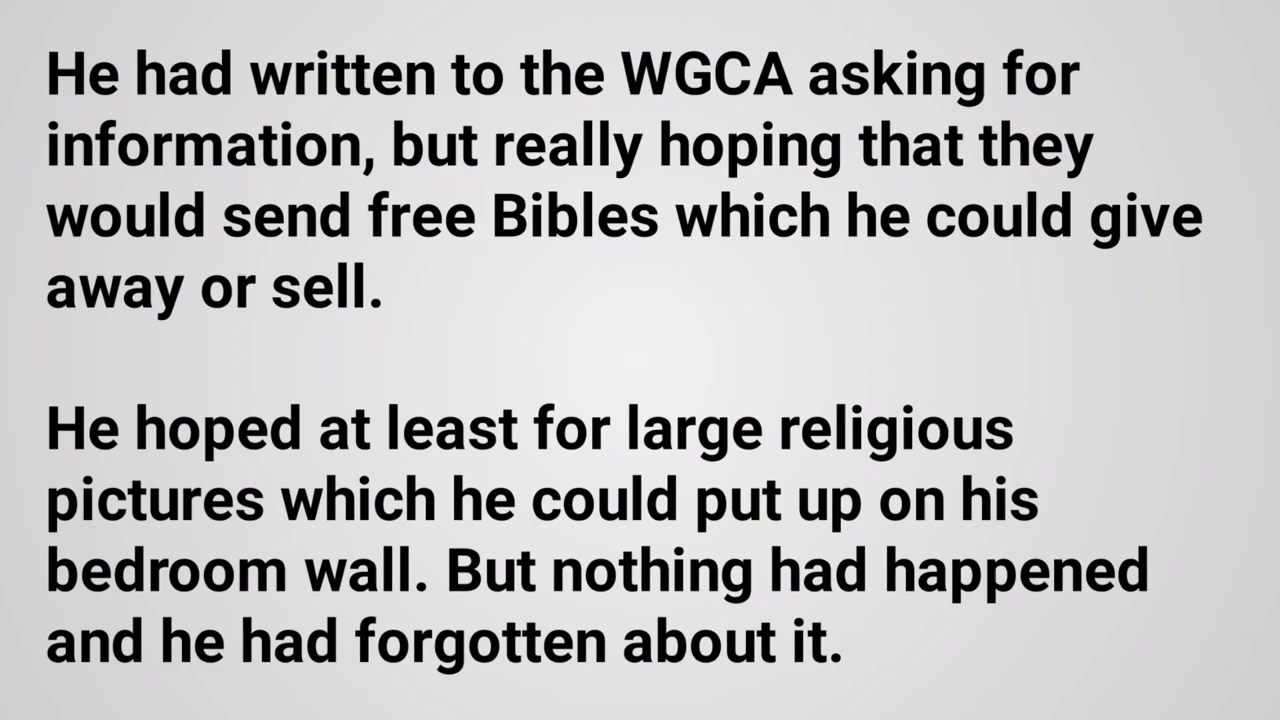 He had written to the WGCA asking for
information, but really hoping that they
would send free Bibles which he could give
away or sell.
He hoped at least for large religious
pictures which he could put up on his
bedroom wall. But nothing had happened
and he had forgotten about it.